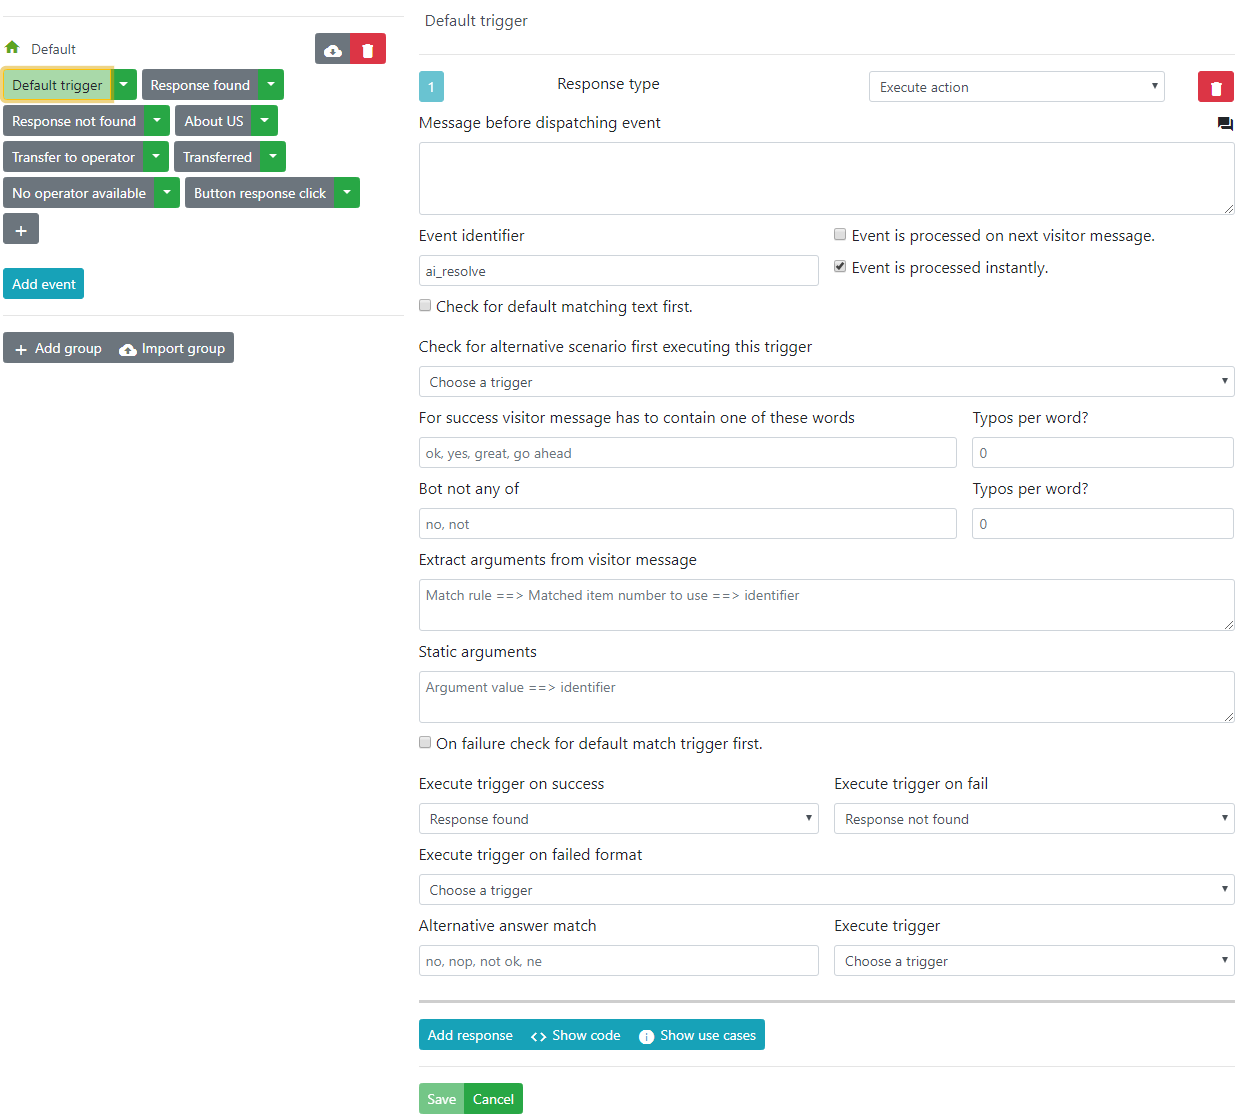 Default
Default trigger
Response found
Response not found
About US
Transfer to operator
Transferred
No operator available
Button response click
+
Add event
+ Add group
Import group
Default trigger
1
Response type
Execute action
Message before dispatching event
Event identifier
Event is processed on next visitor message.
ai_resolve
Event is processed instantly.
Check for default matching text first.
Check for alternative scenario first executing this trigger
Choose a trigger
For success visitor message has to contain one of these words
Typos per word?
ok, yes, great, go ahead
0
Bot not any of
Typos per word?
no, not
0
Extract arguments from visitor message
Match rule ==> Matched item number to use ==> identifier
Static arguments
Argument value ==> identifier
On failure check for default match trigger first.
Execute trigger on success
Execute trigger on fail
Response found
Response not found
Execute trigger on failed format
Choose a trigger
Alternative answer match
Execute trigger
no, nop, not ok, ne
Choose a trigger
Add response
<> Show code
Show use cases
Save
Cancel